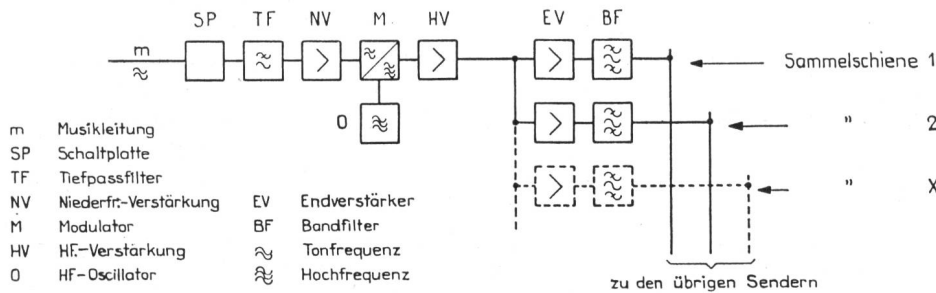 SP TF NV M HV EV BF
m
Sammelschiene 1
O
" 2
" X
m Musikleitung
SP Schaltplatte
TF Tiefpassfilter
NV Niederfr.-Verstärkung
M Modulator
HV HF.-Verstärkung
O HF-Oscillator
EV Endverstärker
BF Bandfilter
Tonfrequenz
Hochfrequenz
zu den übrigen Sendern